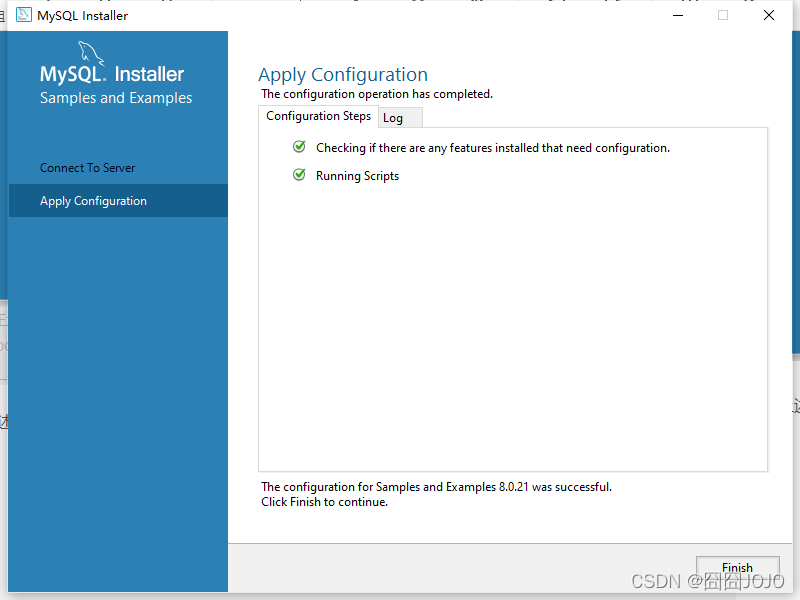 MySQL Installer
MySQL. Installer
Samples and Examples
Connect To Server
Apply Configuration
Apply Configuration
The configuration operation has completed.
Configuration Steps
Log
Checking if there are any features installed that need configuration.
Running Scripts
The configuration for Samples and Examples 8.0.21 was successful.
Click Finish to continue.
Finish
CSDN @囧囧JOJO